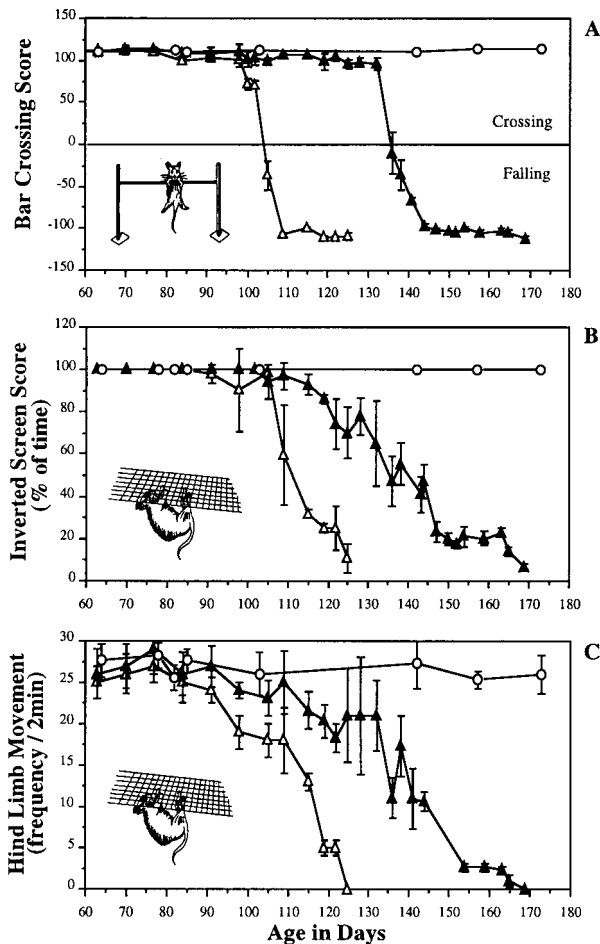 A
Bar Crossing Score
150
100
50
0
-50
-100
-150
Crossing
Falling
60 70 80 90 100 110 120 130 140 150 160 170 180
B
Inverted Screen Score
(% of time)
120
100
80
60
40
20
0
60 70 80 90 100 110 120 130 140 150 160 170 180
C
Hind Limb Movement
(frequency / 2min)
30
25
20
15
10
5
0
60 70 80 90 100 110 120 130 140 150 160 170 180
Age in Days